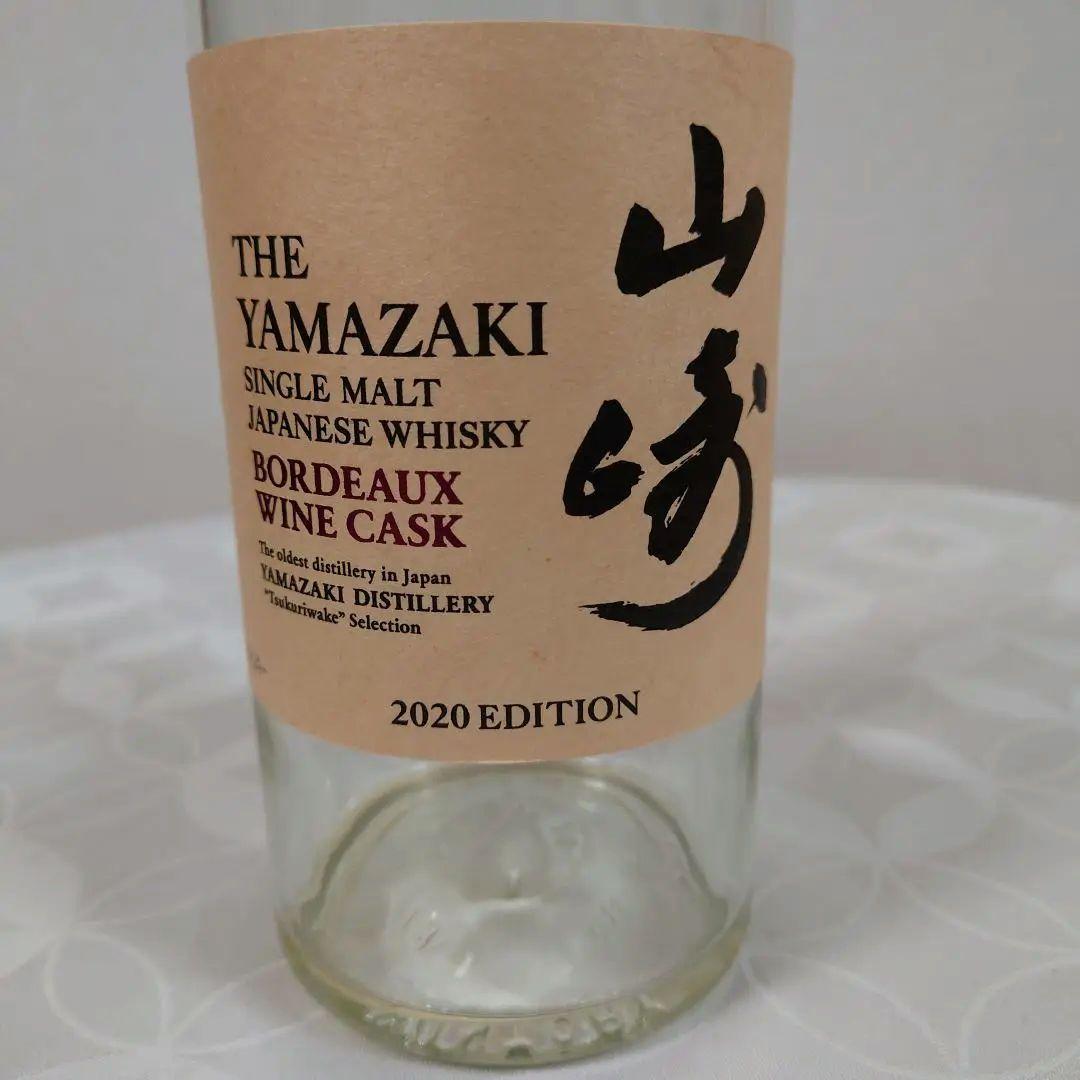 THE
YAMAZAKI
SINGLE MALT
JAPANESE WHISKY
BORDEAUX
WINE CASK
The oldest distillery in Japan
YAMAZAKI DISTILLERY
"Tsukuriwake" Selection
2020 EDITION
山崎